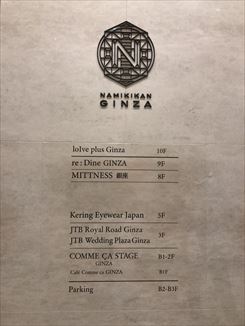 N
NAMIKIKAN
GINZA
loIve plus Ginza 10F
re : Dine GINZA 9F
MITTNESS 銀座 8F
Kering Eyewear Japan 5F
JTB Royal Road Ginza
JTB Wedding Plaza Ginza 3F
COMME ÇA STAGE B1-2F
GINZA
Café Comme ça GINZA B1F
Parking B2-B3F